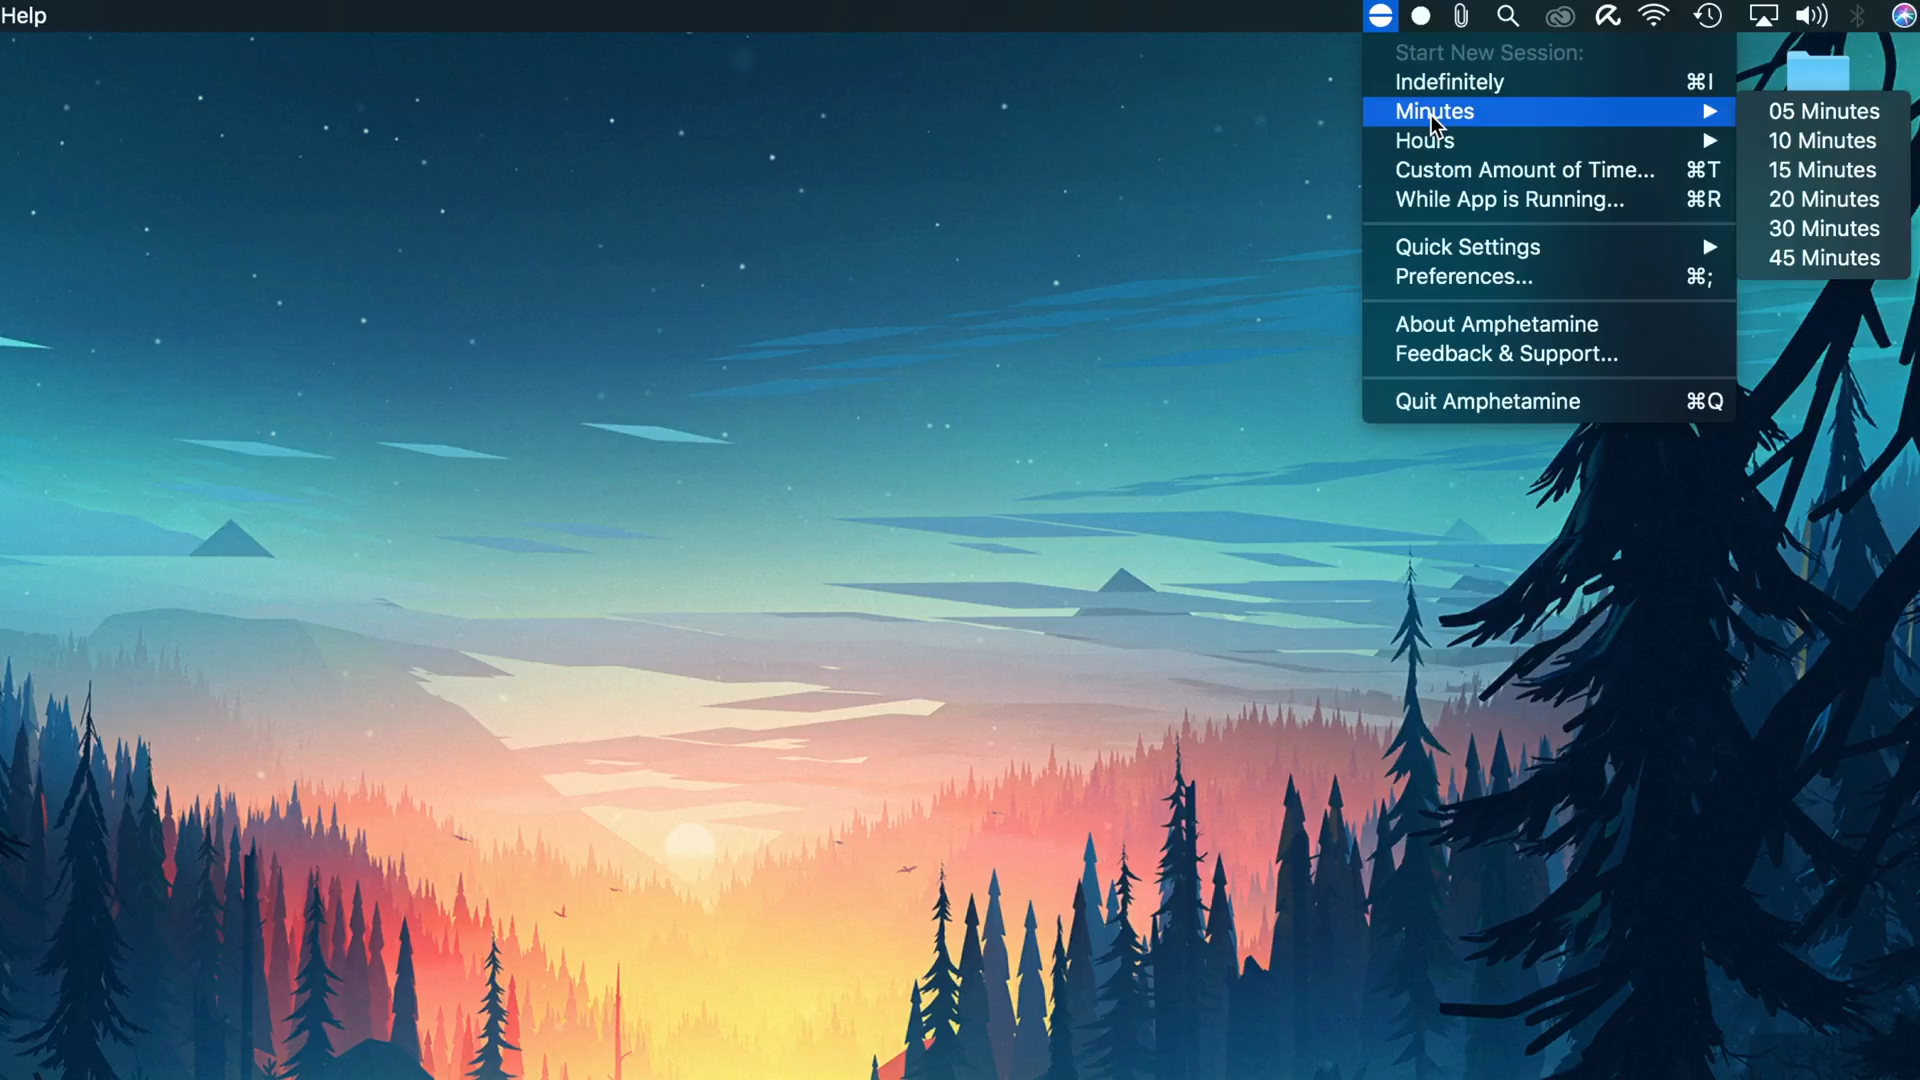 Help
Start New Session:
Indefinitely ⌘I
Minutes ▶
Hours ▶
Custom Amount of Time... ⌘T
While App is Running... ⌘R
Quick Settings ▶
Preferences... ⌘;
About Amphetamine
Feedback & Support...
Quit Amphetamine ⌘Q
05 Minutes
10 Minutes
15 Minutes
20 Minutes
30 Minutes
45 Minutes